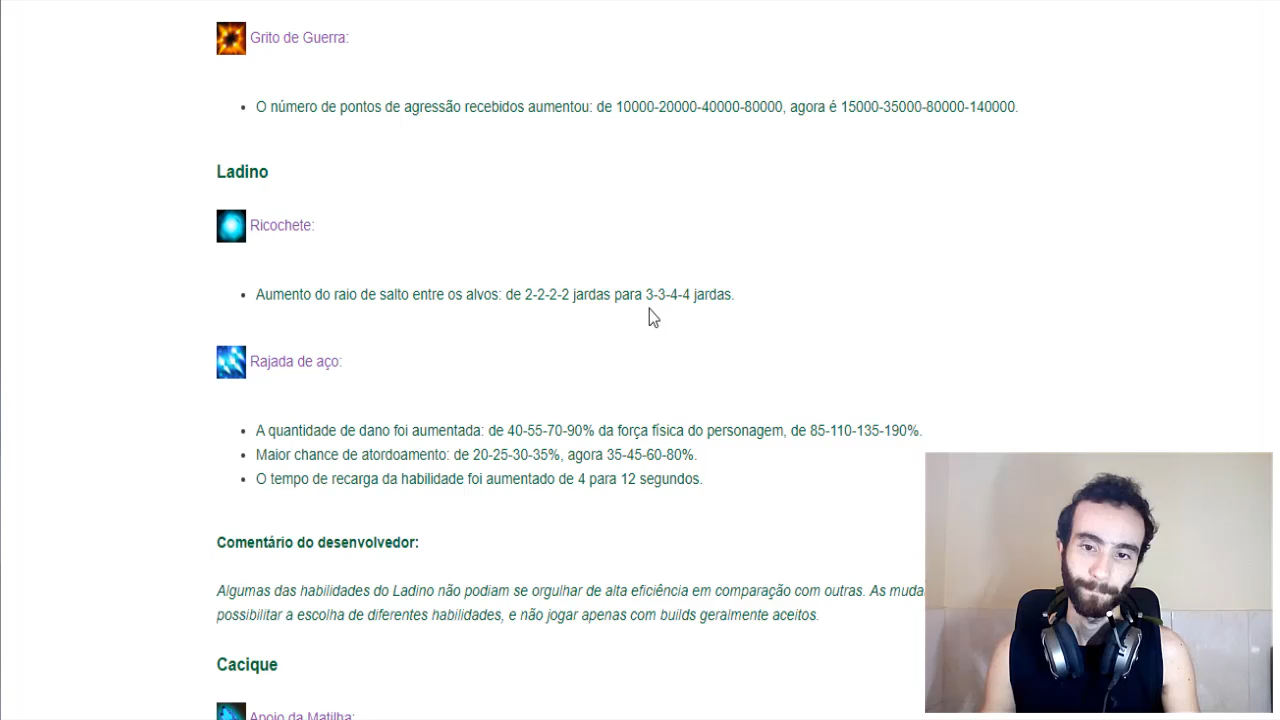 Grito de Guerra:
• O número de pontos de agressão recebidos aumentou: de 10000-20000-40000-80000, agora é 15000-35000-80000-140000.
Ladino
Ricochete:
• Aumento do raio de salto entre os alvos: de 2-2-2-2 jardas para 3-3-4-4 jardas.
Rajada de aço:
• A quantidade de dano foi aumentada: de 40-55-70-90% da força física do personagem, de 85-110-135-190%.
• Maior chance de atordoamento: de 20-25-30-35%, agora 35-45-60-80%.
• O tempo de recarga da habilidade foi aumentado de 4 para 12 segundos.
Comentário do desenvolvedor:
Algumas das habilidades do Ladino não podiam se orgulhar de alta eficiência em comparação com outras. As muda
possibilitar a escolha de diferentes habilidades, e não jogar apenas com builds geralmente aceitos.
Cacique
Apoio da Matilha: